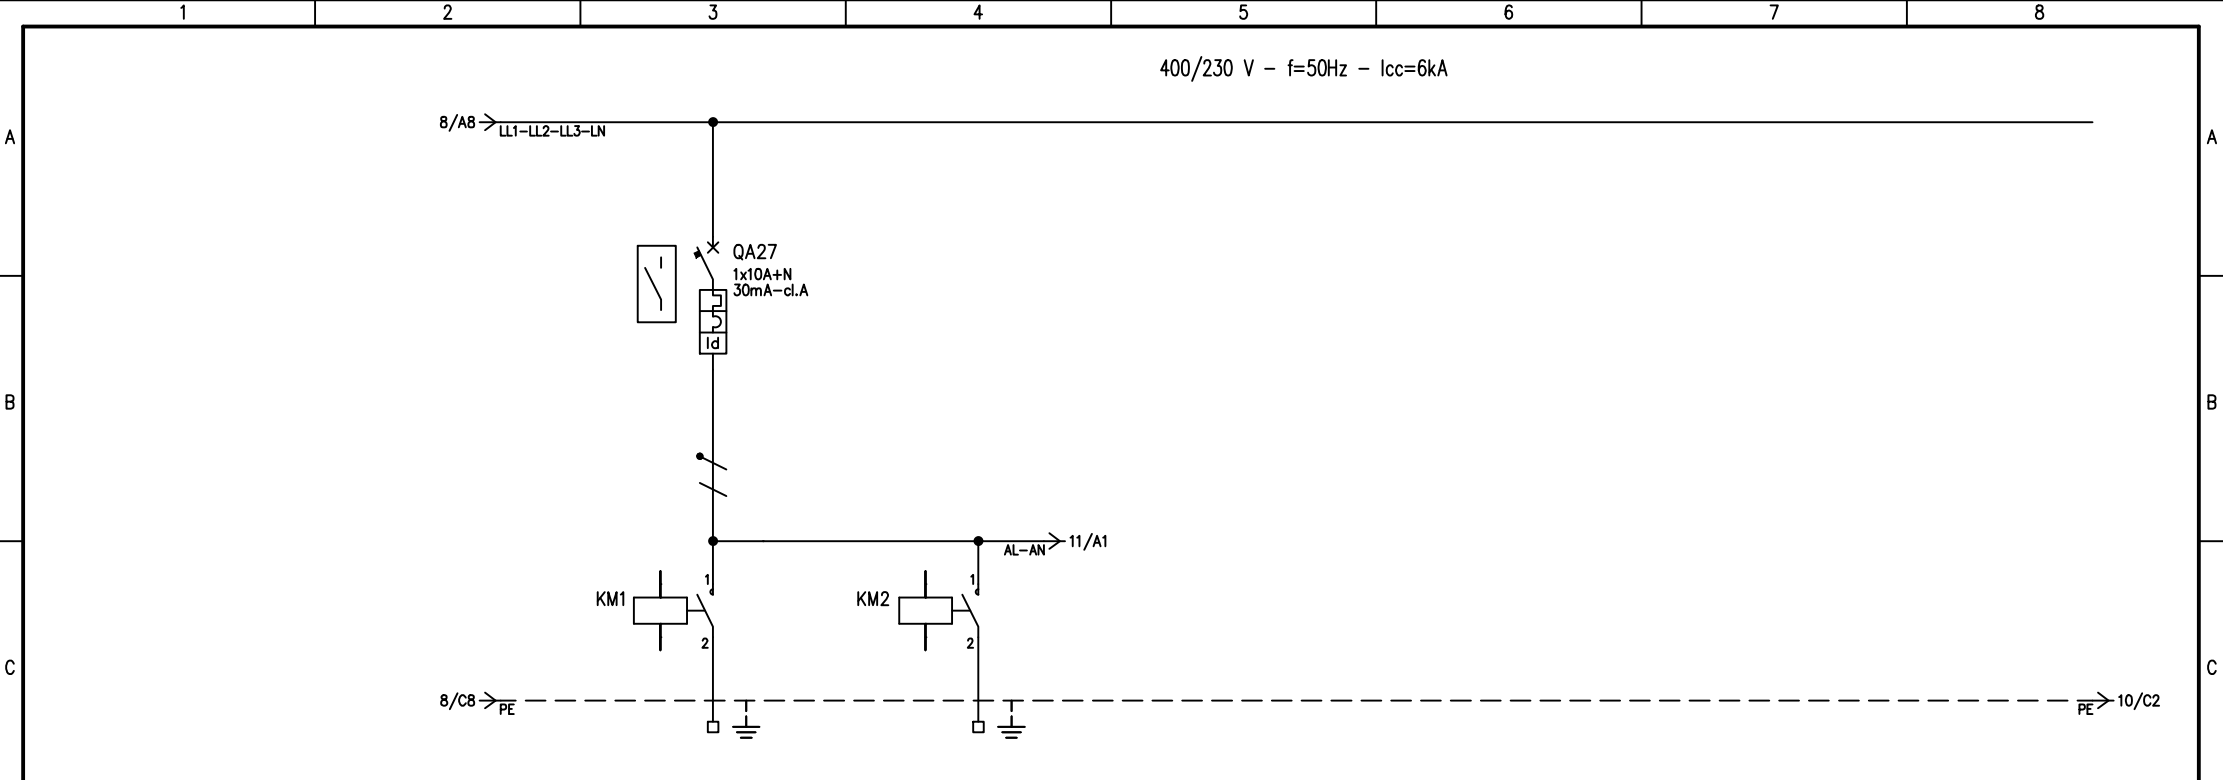 1 2 3 4 5 6 7 8
400/230 V - f=50Hz - Icc=6kA
8/A8
LL1-LL2-LL3-LN
A A
QA27
1x10A+N
30mA-cl.A
Id
B B
AL-AN
11/A1
1 1
KM1 KM2
2 2
C C
8/C8
PE
PE
10/C2